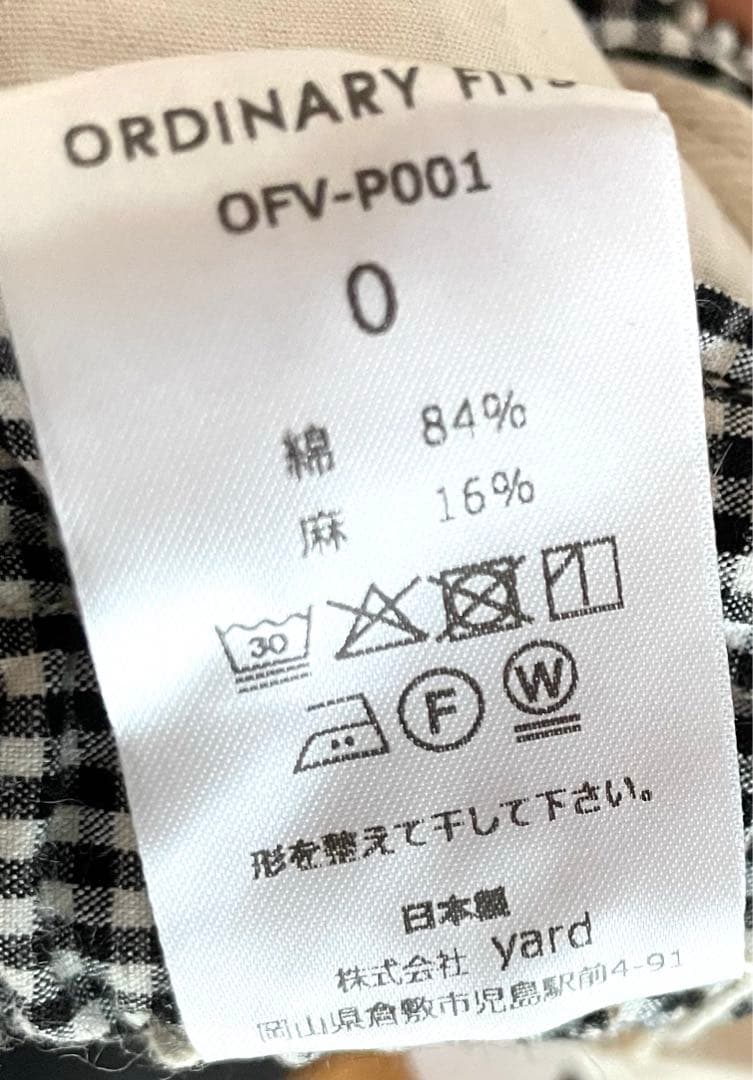 ORDINARY FITS
OFV-P001
0
綿 84%
麻 16%
30
F W
形を整えて干して下さい。
日本製
株式会社 yard
岡山県倉敷市児島駅前4-91